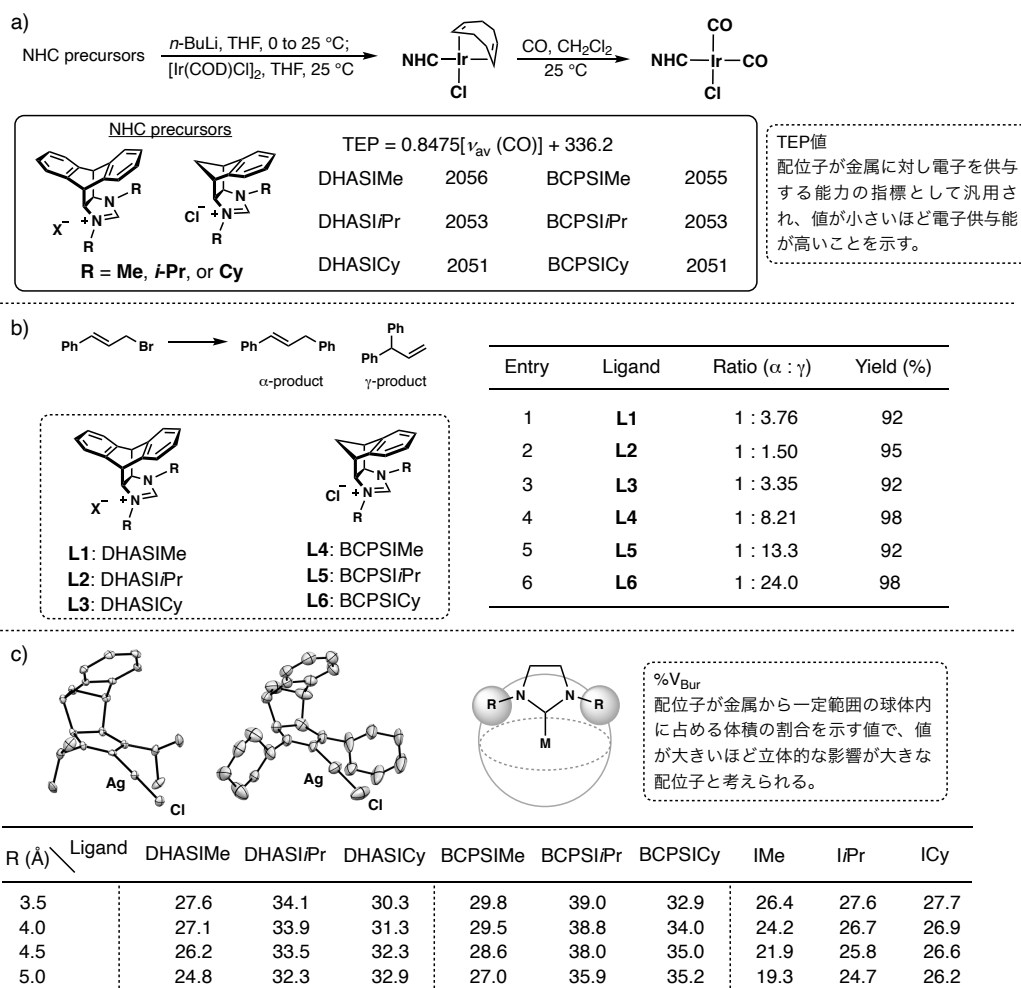 a)
NHC precursors
n-BuLi, THF, 0 to 25 °C;
[Ir(COD)Cl]2, THF, 25 °C
NHC Ir
Cl
CO, CH2Cl2
25 °C
CO
NHC Ir CO
Cl
NHC precursors
R
N
N
+
X−
R
R
N
N
+
Cl−
R
R = Me, i-Pr, or Cy
TEP = 0.8475[νav (CO)] + 336.2
DHASIMe 2056 BCPSIMe 2055
DHASIiPr 2053 BCPSIiPr 2053
DHASICy 2051 BCPSICy 2051
TEP値
配位子が金属に対し電子を供与
する能力の指標として汎用さ
れ、値が小さいほど電子供与能
が高いことを示す。
b)
Ph Br
Ph Ph
α-product
Ph
Ph
γ-product
R
N
N
+
X−
R
L1: DHASIMe
L2: DHASIiPr
L3: DHASICy
R
N
N
+
Cl−
R
L4: BCPSIMe
L5: BCPSIiPr
L6: BCPSICy
Entry Ligand Ratio (α : γ) Yield (%)
1 L1 1 : 3.76 92
2 L2 1 : 1.50 95
3 L3 1 : 3.35 92
4 L4 1 : 8.21 98
5 L5 1 : 13.3 92
6 L6 1 : 24.0 98
c)
Ag
Cl
Ag
Cl
R N N R
M
%VBur
配位子が金属から一定範囲の球体内
に占める体積の割合を示す値で、値
が大きいほど立体的な影響が大きな
配位子と考えられる。
R (Å) Ligand DHASIMe DHASIiPr DHASICy BCPSIMe BCPSIiPr BCPSICy IMe IiPr ICy
3.5 27.6 34.1 30.3 29.8 39.0 32.9 26.4 27.6 27.7
4.0 27.1 33.9 31.3 29.5 38.8 34.0 24.2 26.7 26.9
4.5 26.2 33.5 32.3 28.6 38.0 35.0 21.9 25.8 26.6
5.0 24.8 32.3 32.9 27.0 35.9 35.2 19.3 24.7 26.2